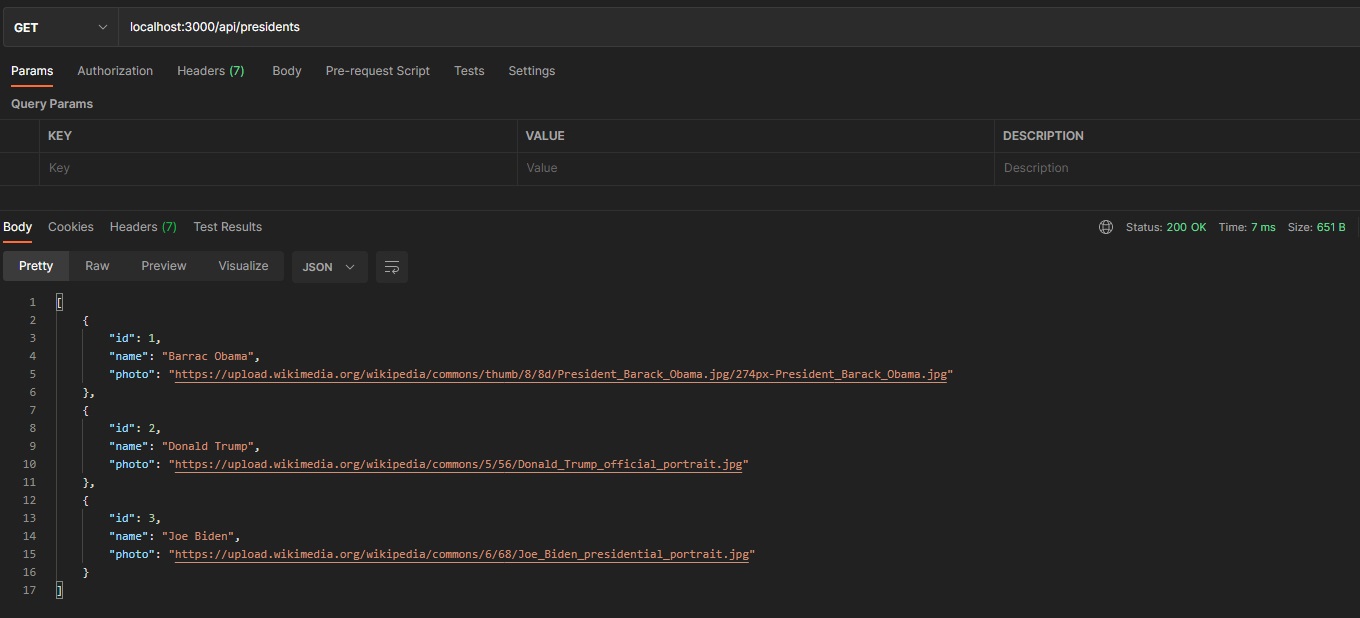 GET localhost:3000/api/presidents
Params Authorization Headers (7) Body Pre-request Script Tests Settings
Query Params
KEY VALUE DESCRIPTION
Key Value Description
Body Cookies Headers (7) Test Results Status: 200 OK Time: 7 ms Size: 651 B
Pretty Raw Preview Visualize JSON
1 [
2 {
3 "id": 1,
4 "name": "Barrac Obama",
5 "photo": "https://upload.wikimedia.org/wikipedia/commons/thumb/8/8d/President_Barack_Obama.jpg/274px-President_Barack_Obama.jpg"
6 },
7 {
8 "id": 2,
9 "name": "Donald Trump",
10 "photo": "https://upload.wikimedia.org/wikipedia/commons/5/56/Donald_Trump_official_portrait.jpg"
11 },
12 {
13 "id": 3,
14 "name": "Joe Biden",
15 "photo": "https://upload.wikimedia.org/wikipedia/commons/6/68/Joe_Biden_presidential_portrait.jpg"
16 }
17 ]